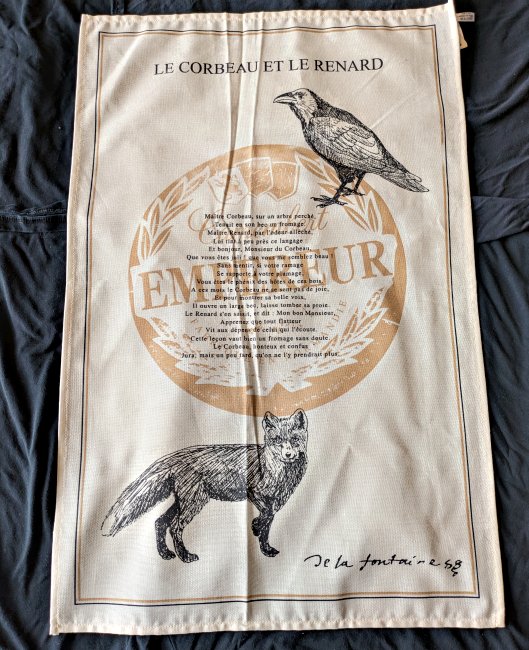 LE CORBEAU ET LE RENARD
Maître Corbeau, sur un arbre perché,
Tenait en son bec un fromage.
Maître Renard, par l'odeur alléché,
Lui tint à peu près ce langage :
Et bonjour, Monsieur du Corbeau,
Que vous êtes joli ! que vous me semblez beau !
Sans mentir, si votre ramage
Se rapporte à votre plumage,
Vous êtes le phénix des hôtes de ces bois.
A ces mots le Corbeau ne se sent pas de joie,
Et pour montrer sa belle voix,
Il ouvre un large bec, laisse tomber sa proie.
Le Renard s'en saisit, et dit : Mon bon Monsieur,
Apprenez que tout flatteur
Vit aux dépens de celui qui l'écoute.
Cette leçon vaut bien un fromage sans doute.
Le Corbeau, honteux et confus
Jura, mais un peu tard, qu'on ne l'y prendrait plus.
De la fontaine